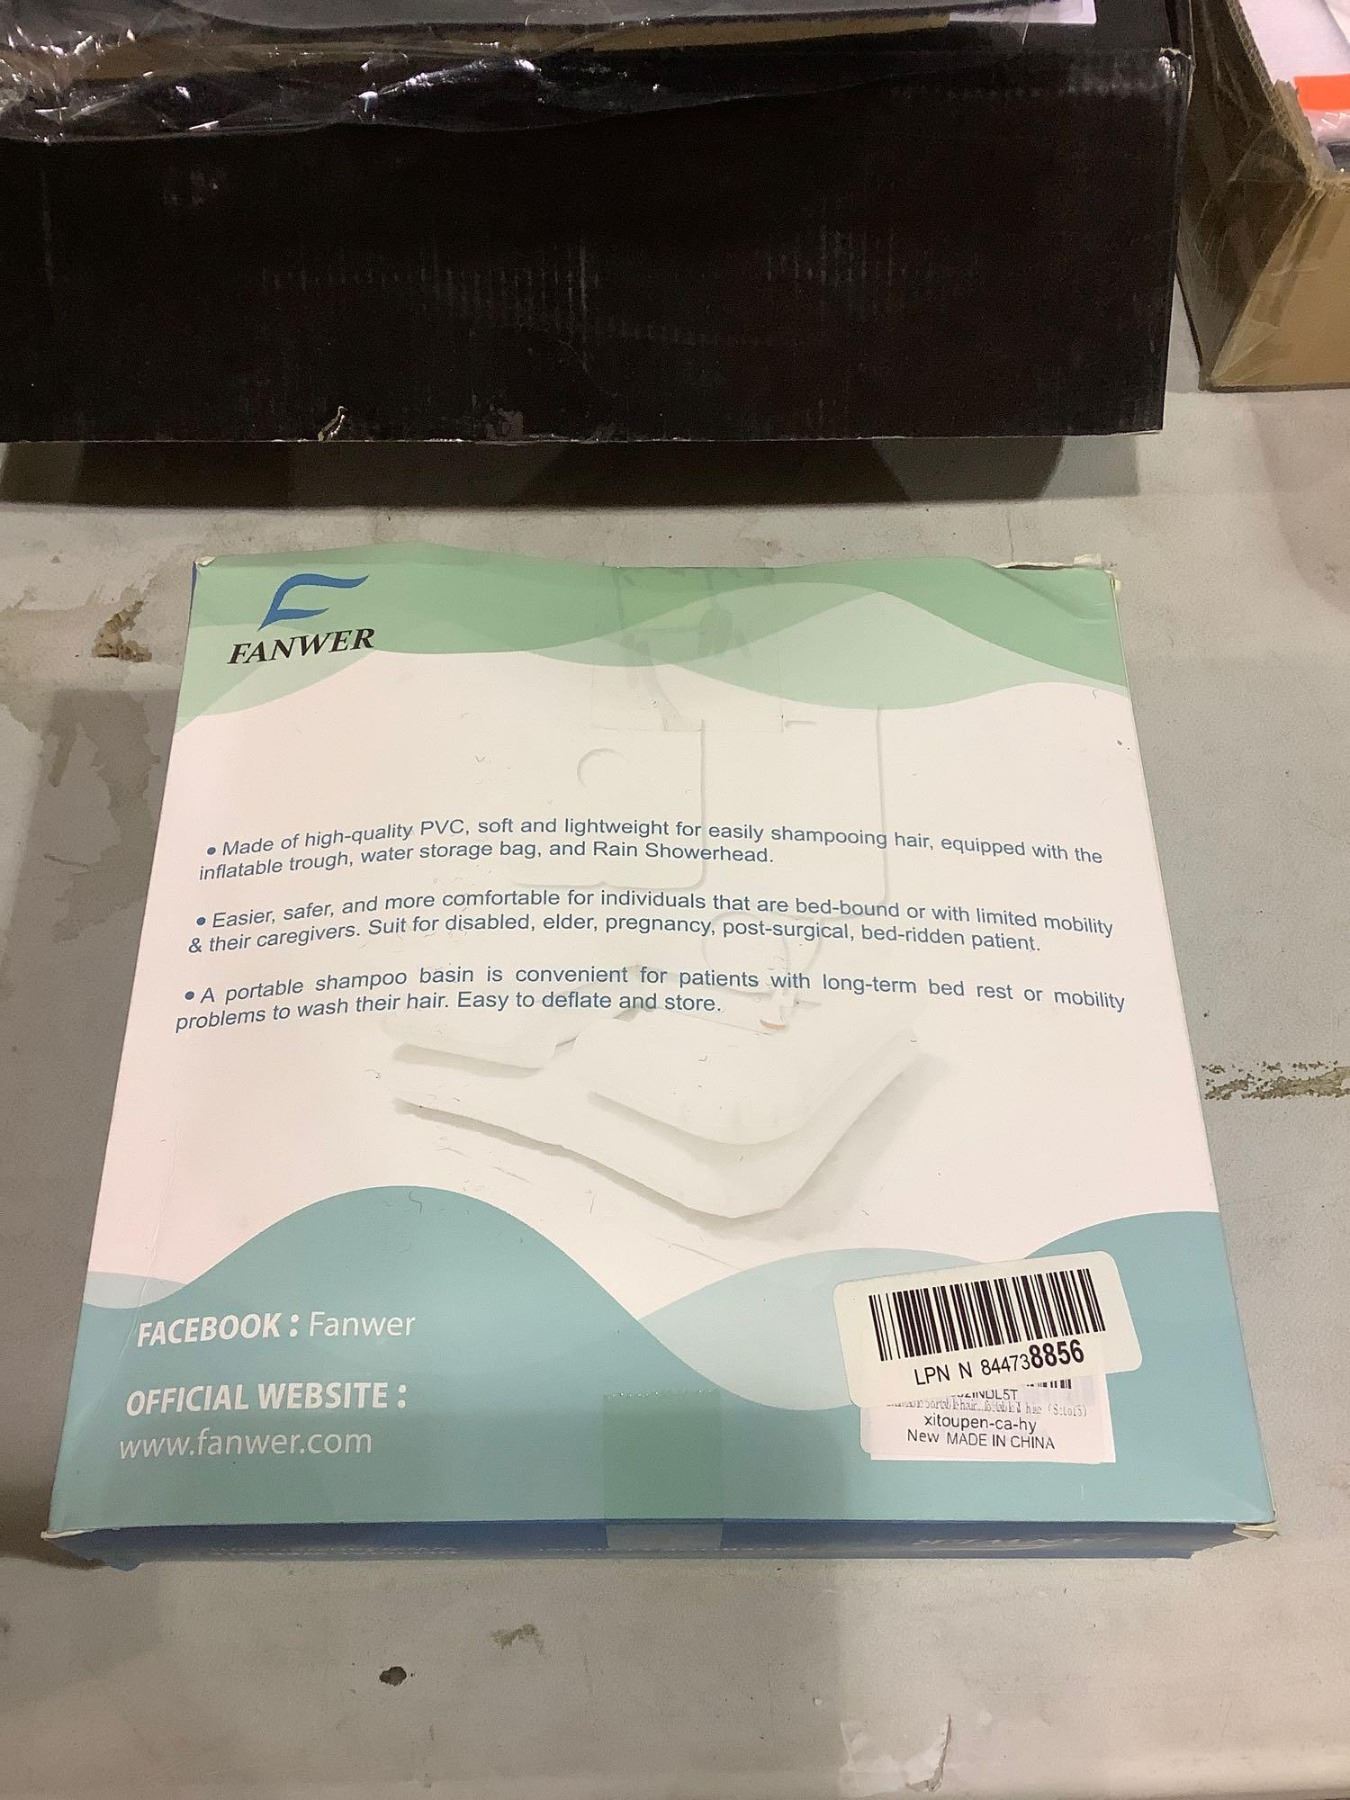 FANWER
• Made of high-quality PVC, soft and lightweight for easily shampooing hair, equipped with the
inflatable trough, water storage bag, and Rain Showerhead.
• Easier, safer, and more comfortable for individuals that are bed-bound or with limited mobility
& their caregivers. Suit for disabled, elder, pregnancy, post-surgical, bed-ridden patient.
• A portable shampoo basin is convenient for patients with long-term bed rest or mobility
problems to wash their hair. Easy to deflate and store.
FACEBOOK : Fanwer
OFFICIAL WEBSITE :
www.fanwer.com
LPN N 844738856
xitoupen-ca-hy
New MADE IN CHINA